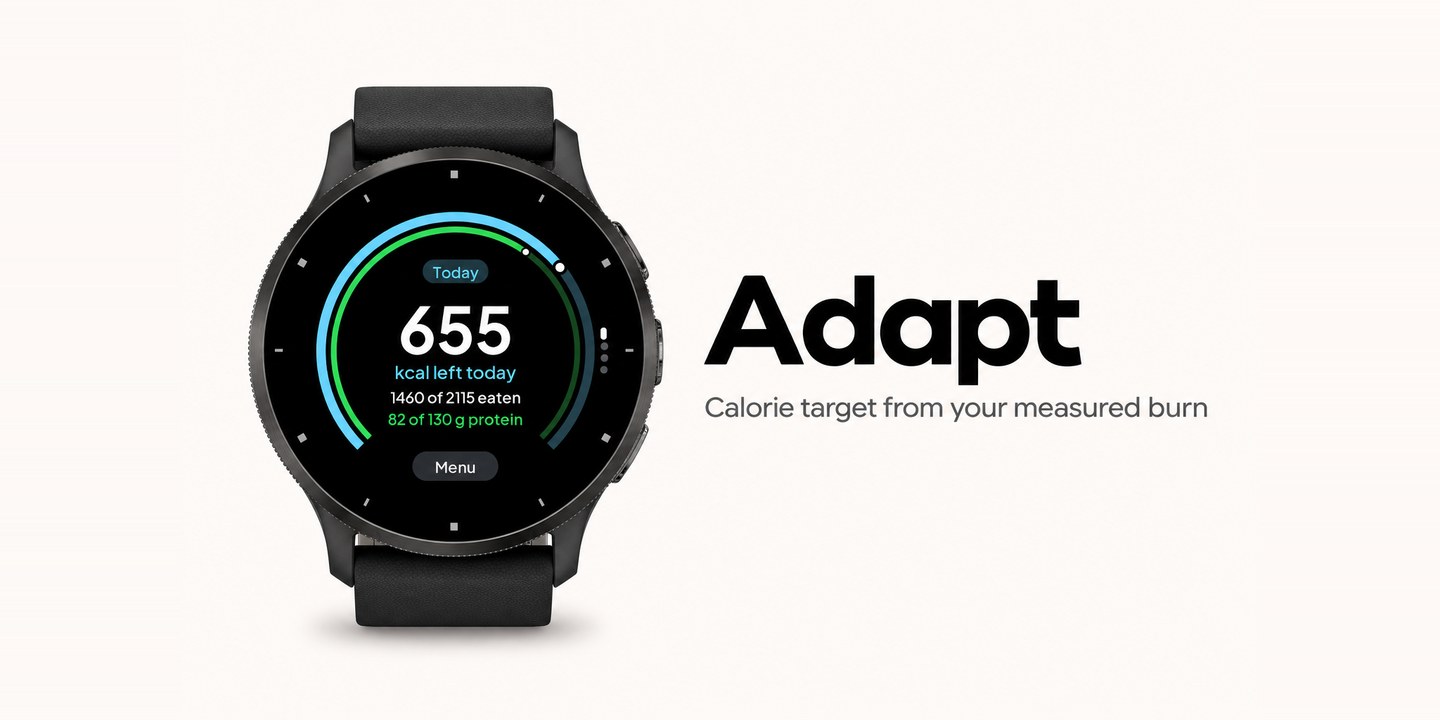 Today
655
kcal left today
1460 of 2115 eaten
82 of 130 g protein
Menu
Adapt
Calorie target from your measured burn